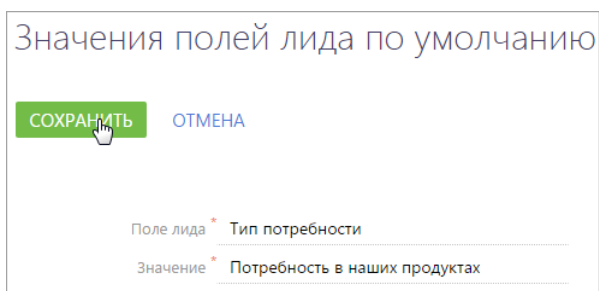 Значения полей лида по умолчанию
СОХРАНИТЬ ОТМЕНА
Поле лида * Тип потребности
Значение * Потребность в наших продуктах